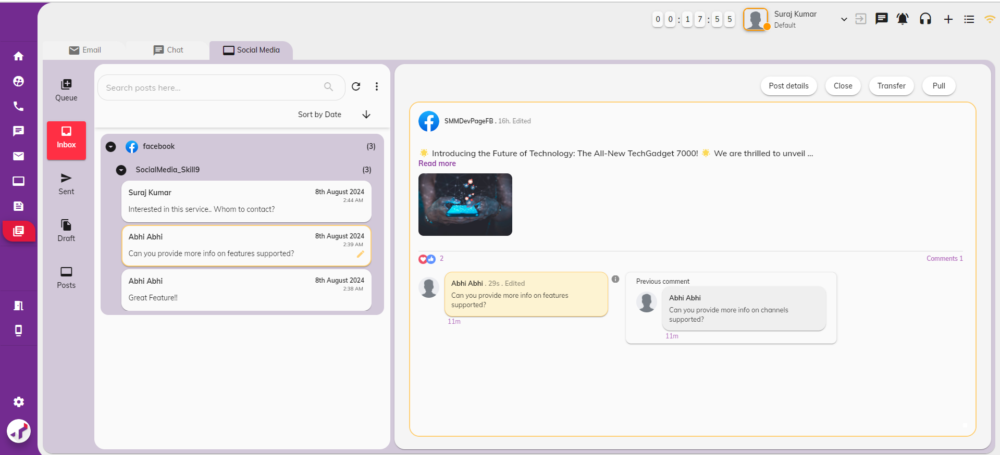 0 0 : 1 7 : 5 5
Suraj Kumar
Default
Email
Chat
Social Media
Queue
Inbox
Sent
Draft
Posts
Search posts here...
Sort by Date
facebook (3)
SocialMedia_Skill9 (3)
Suraj Kumar 8th August 2024
2:44 AM
Interested in this service.. Whom to contact?
Abhi Abhi 8th August 2024
2:39 AM
Can you provide more info on features supported?
Abhi Abhi 8th August 2024
2:38 AM
Great Feature!!
Post details
Close
Transfer
Pull
SMMDevPageFB . 16h. Edited
🌟 Introducing the Future of Technology: The All-New TechGadget 7000! 🌟 We are thrilled to unveil ...
Read more
2
Comments 1
Abhi Abhi . 29s . Edited
Can you provide more info on features
supported?
11m
Previous comment
Abhi Abhi
Can you provide more info on channels
supported?
11m